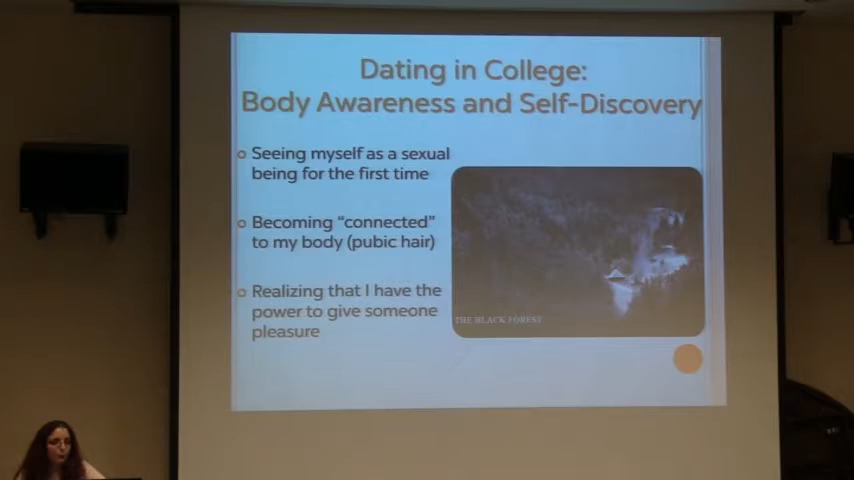 Dating in College:
Body Awareness and Self-Discovery
Seeing myself as a sexual
being for the first time
Becoming “connected”
to my body (pubic hair)
Realizing that I have the
power to give someone
pleasure
THE BLACK FOREST